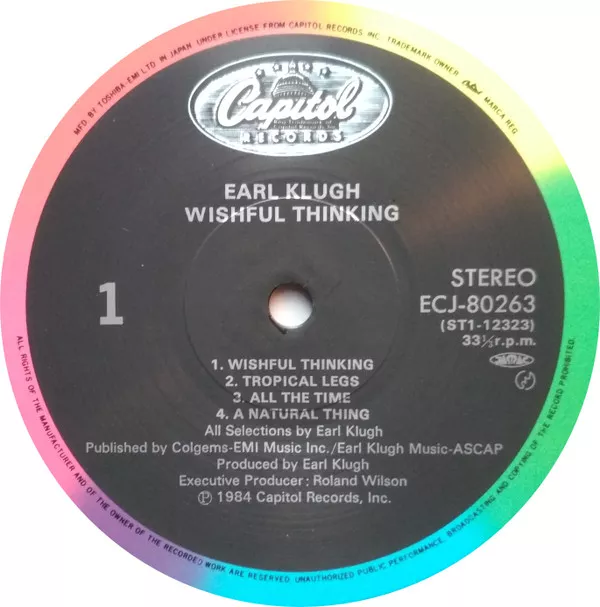 MFD. BY TOSHIBA EMI LTD. IN JAPAN. UNDER LICENSE FROM CAPITOL RECORDS INC. TRADEMARK OWNER. Capitol MARCA REG.
Capitol
RECORDS
EARL KLUGH
WISHFUL THINKING
1
STEREO
ECJ-80263
(ST1-12323)
33⅓r.p.m.
1. WISHFUL THINKING
2. TROPICAL LEGS
3. ALL THE TIME
4. A NATURAL THING
All Selections by Earl Klugh
Published by Colgems-EMI Music Inc./Earl Klugh Music-ASCAP
Produced by Earl Klugh
Executive Producer: Roland Wilson
Ⓟ 1984 Capitol Records, Inc.
ALL RIGHTS OF THE MANUFACTURER AND OF THE OWNER OF THE RECORDED WORK ARE RESERVED. UNAUTHORIZED PUBLIC PERFORMANCE, BROADCASTING AND COPYING OF THE RECORD PROHIBITED.